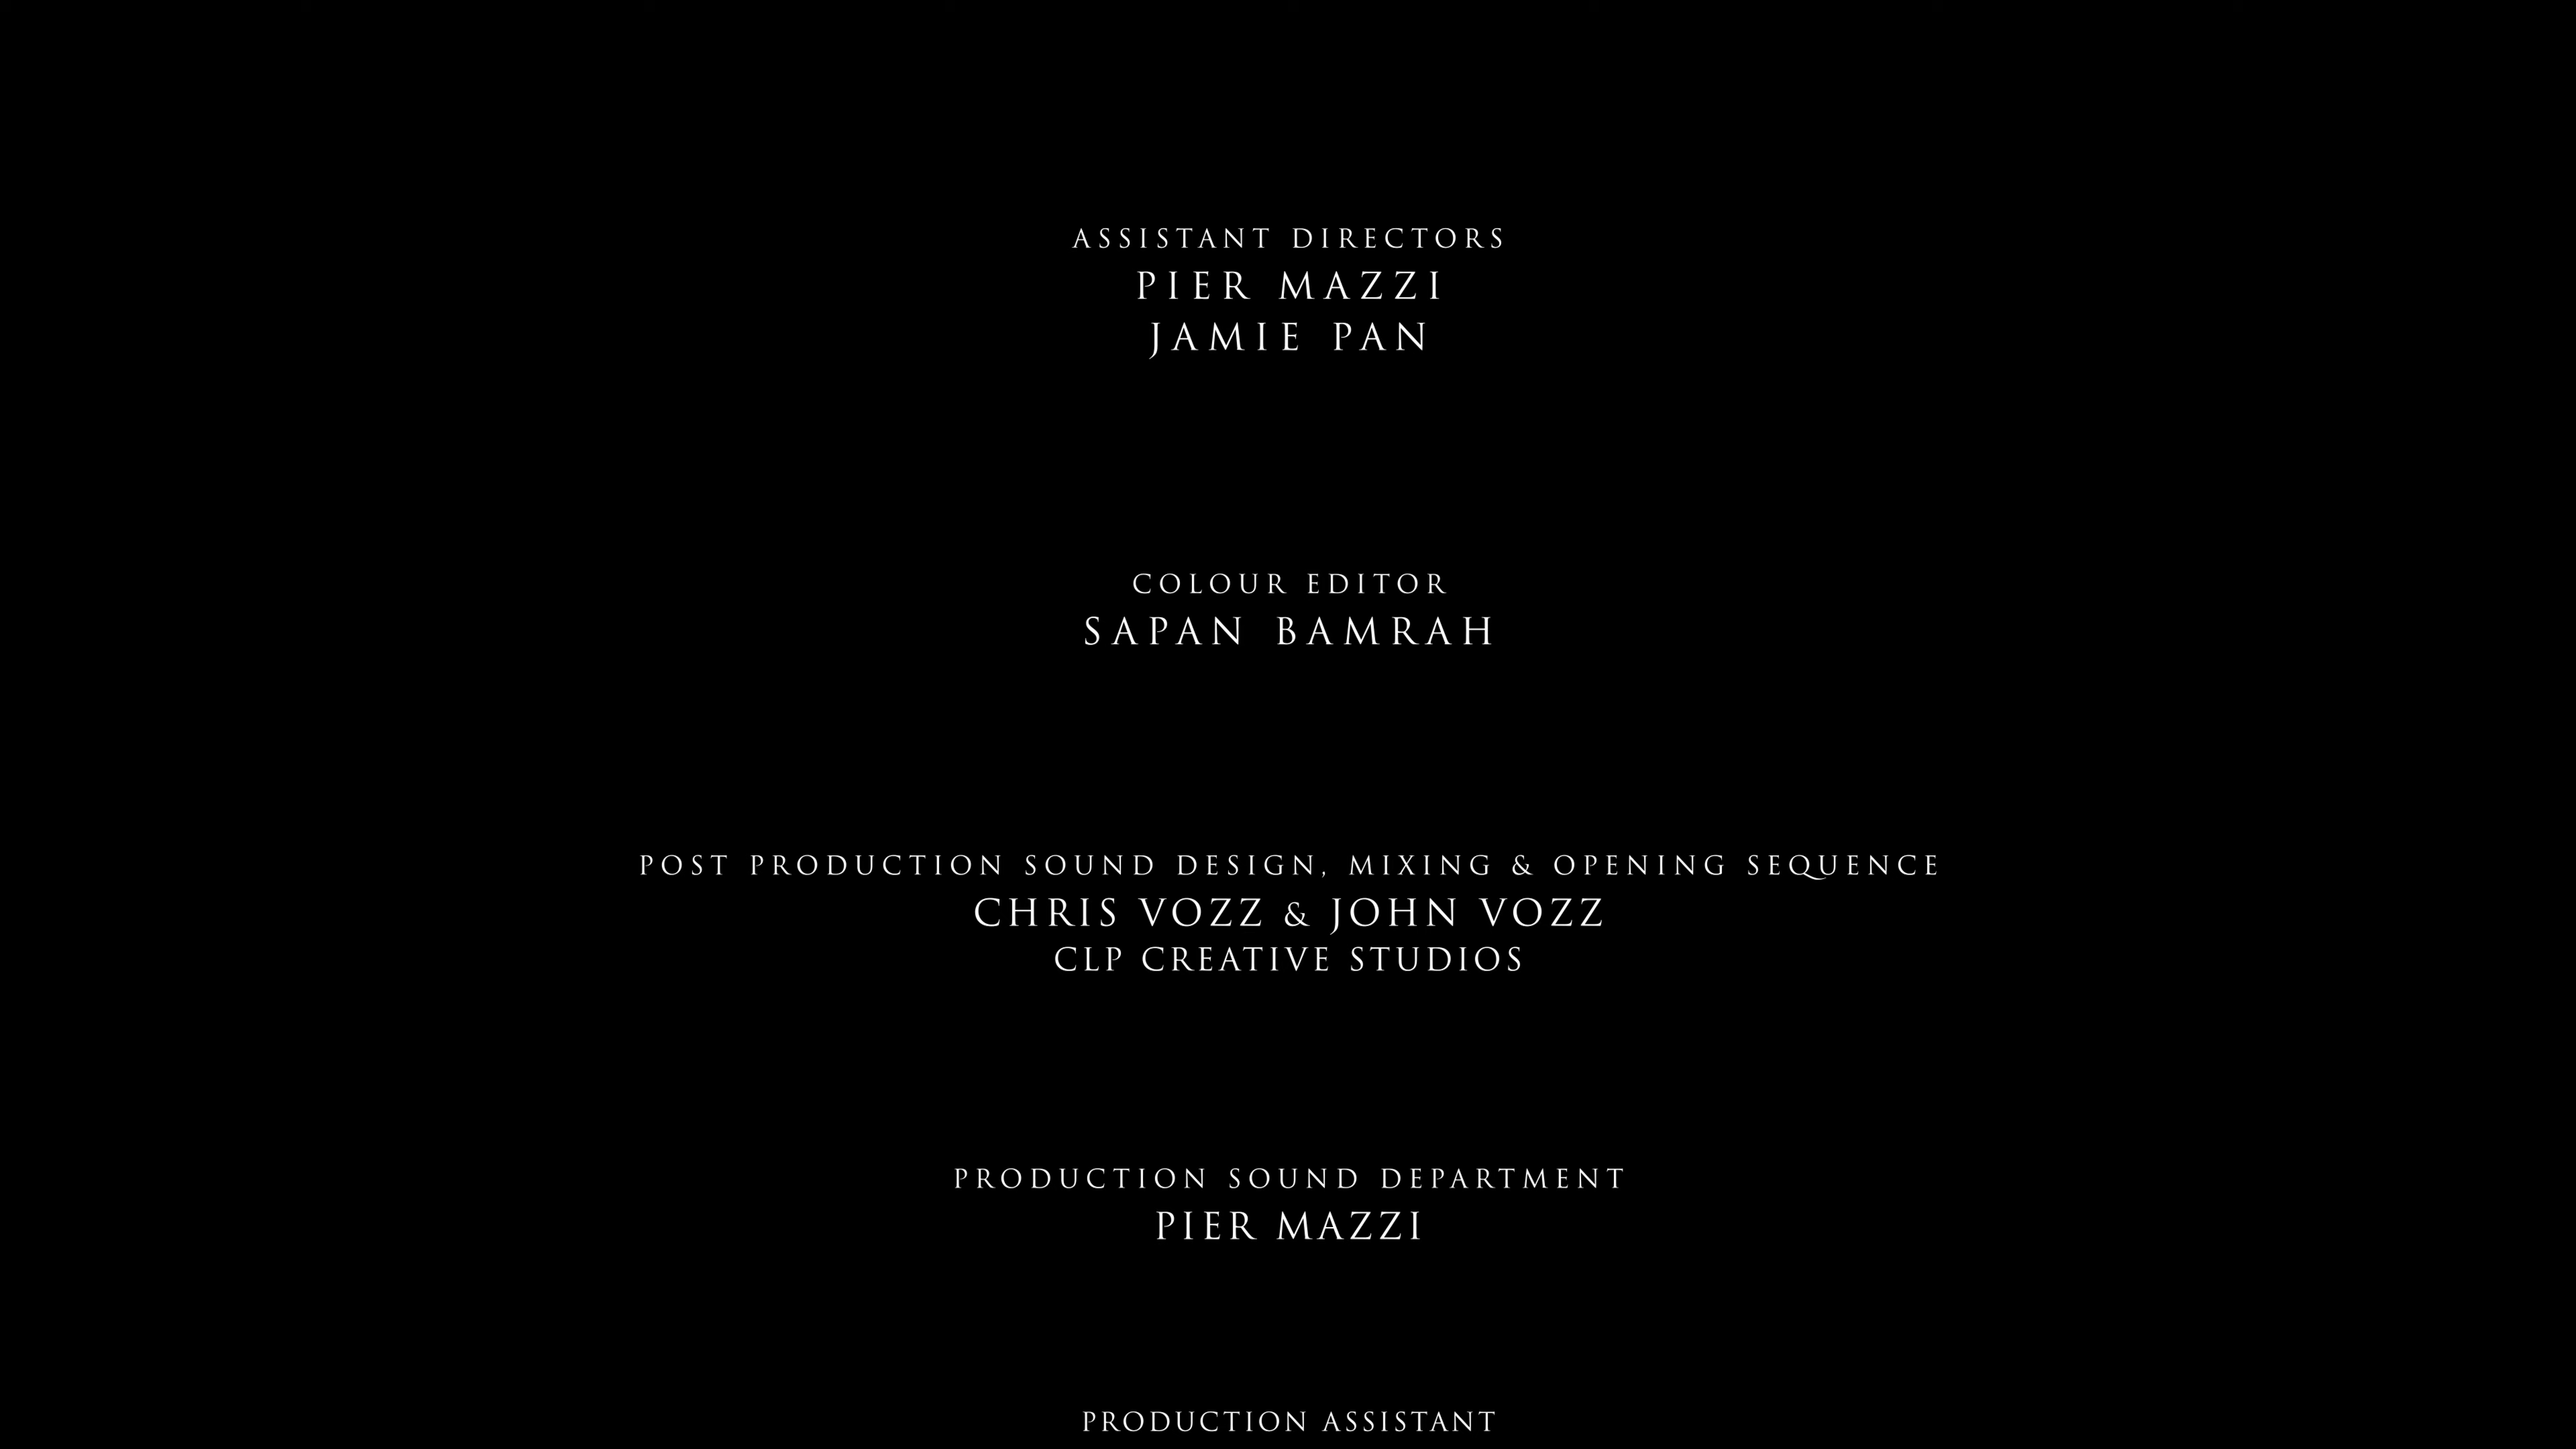 ASSISTANT DIRECTORS
PIER MAZZI
JAMIE PAN
COLOUR EDITOR
SAPAN BAMRAH
POST PRODUCTION SOUND DESIGN, MIXING & OPENING SEQUENCE
CHRIS VOZZ & JOHN VOZZ
CLP CREATIVE STUDIOS
PRODUCTION SOUND DEPARTMENT
PIER MAZZI
PRODUCTION ASSISTANT